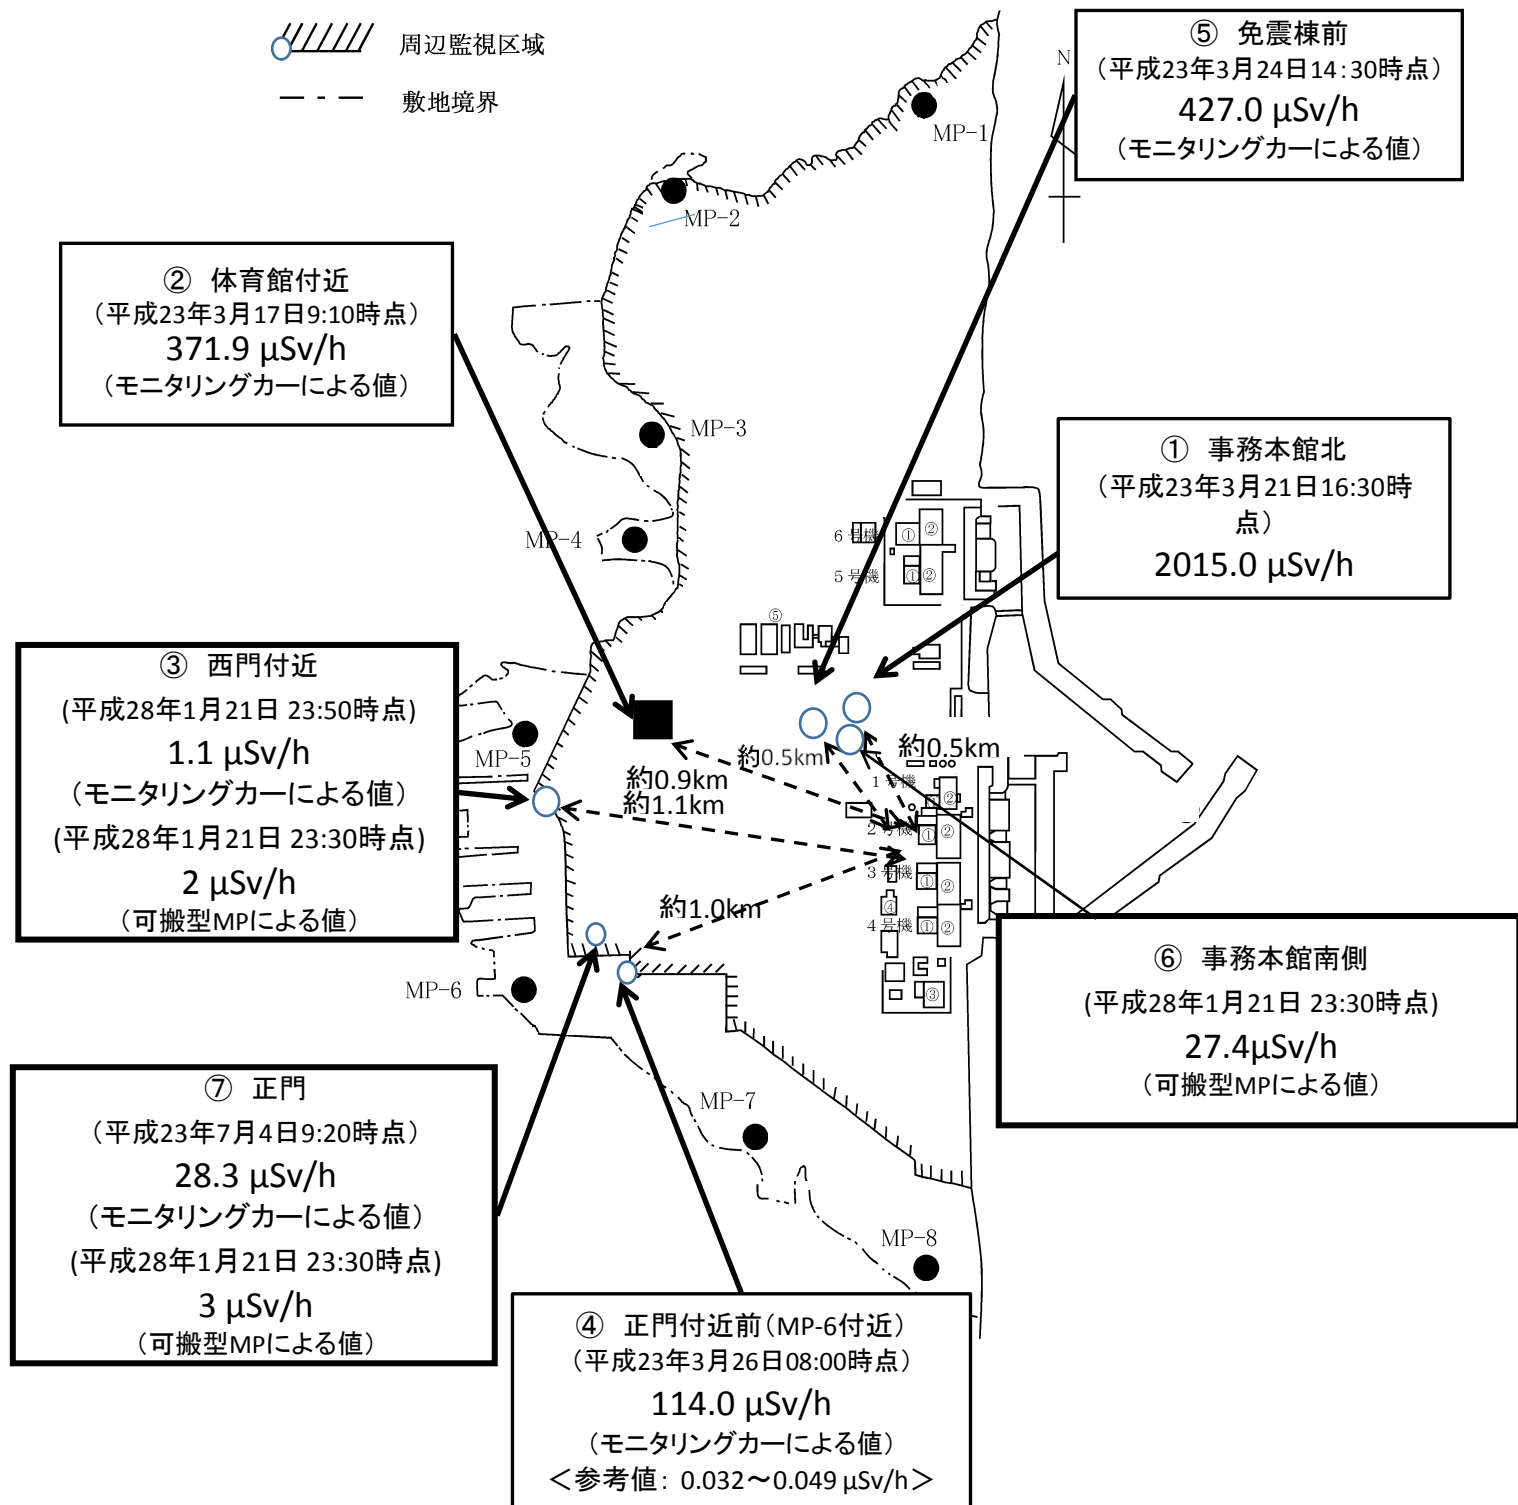 周辺監視区域
敷地境界
N
⑤ 免震棟前
（平成23年3月24日14:30時点）
427.0 μSv/h
（モニタリングカーによる値）
MP-1
MP-2
② 体育館付近
（平成23年3月17日9:10時点）
371.9 μSv/h
（モニタリングカーによる値）
MP-3
① 事務本館北
（平成23年3月21日16:30時
点）
2015.0 μSv/h
MP-4
6号機
①
②
5号機
①
②
⑤
③ 西門付近
(平成28年1月21日 23:50時点)
1.1 μSv/h
（モニタリングカーによる値）
(平成28年1月21日 23:30時点)
2 μSv/h
（可搬型MPによる値）
MP-5
約0.5km
約0.5km
約0.9km
約1.1km
1号機
①
②
2号機
①
②
3号機
①
②
④
4号機
①
②
約1.0km
③
MP-6
⑥ 事務本館南側
(平成28年1月21日 23:30時点)
27.4μSv/h
（可搬型MPによる値）
⑦ 正門
（平成23年7月4日9:20時点）
28.3 μSv/h
（モニタリングカーによる値）
(平成28年1月21日 23:30時点)
3 μSv/h
（可搬型MPによる値）
MP-7
MP-8
④ 正門付近前（MP-6付近）
（平成23年3月26日08:00時点）
114.0 μSv/h
（モニタリングカーによる値）
＜参考値： 0.032～0.049 μSv/h＞